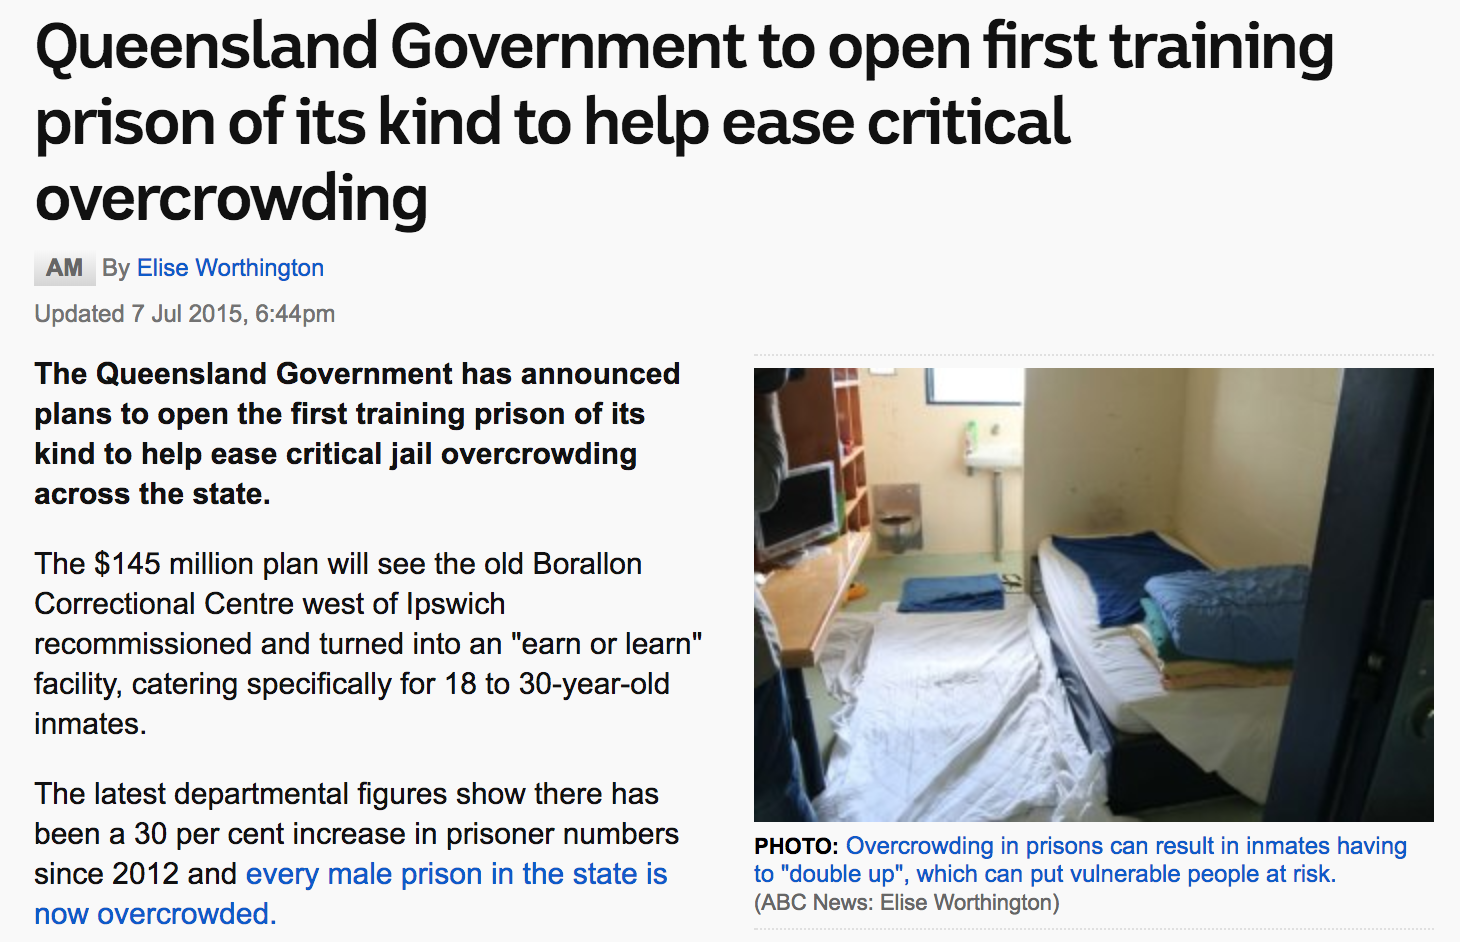 Queensland Government to open first training
prison of its kind to help ease critical
overcrowding
AM By Elise Worthington
Updated 7 Jul 2015, 6:44pm
The Queensland Government has announced
plans to open the first training prison of its
kind to help ease critical jail overcrowding
across the state.
The $145 million plan will see the old Borallon
Correctional Centre west of Ipswich
recommissioned and turned into an "earn or learn"
facility, catering specifically for 18 to 30-year-old
inmates.
The latest departmental figures show there has
been a 30 per cent increase in prisoner numbers
since 2012 and every male prison in the state is
now overcrowded.
PHOTO: Overcrowding in prisons can result in inmates having
to "double up", which can put vulnerable people at risk.
(ABC News: Elise Worthington)